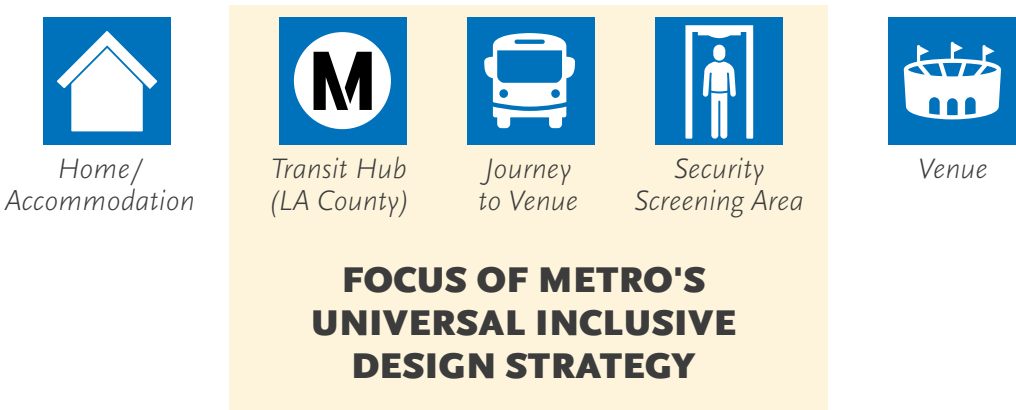 M
Home/
Accommodation
Transit Hub
(LA County)
Journey
to Venue
Security
Screening Area
Venue
FOCUS OF METRO'S
UNIVERSAL INCLUSIVE
DESIGN STRATEGY